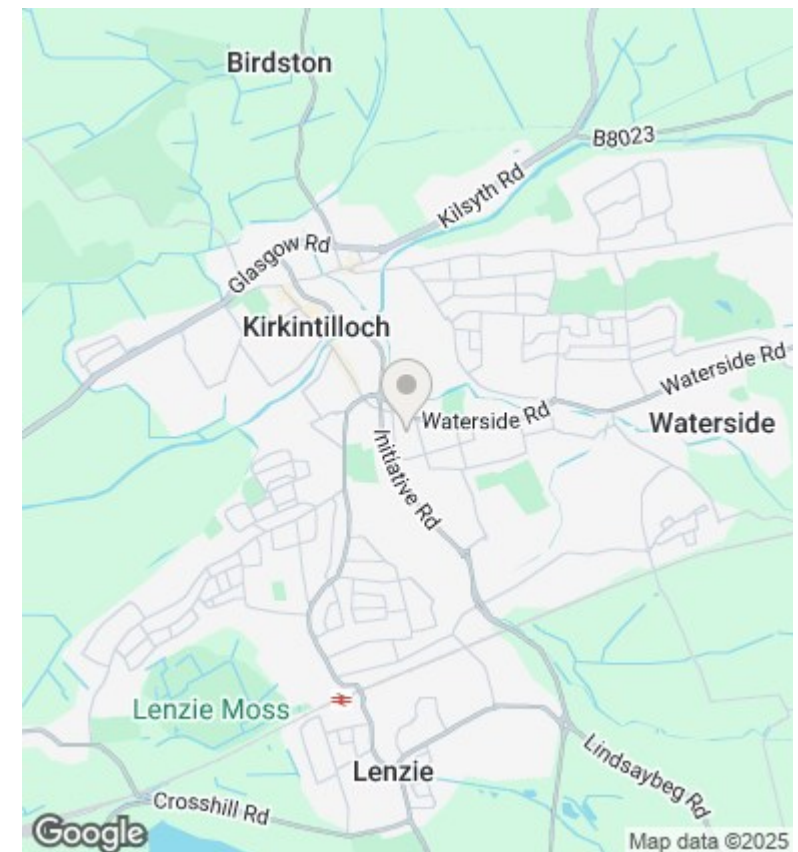 Birdston
B8023
Kilsyth Rd
Glasgow Rd
Kirkintilloch
Waterside Rd
Waterside Rd
Waterside
Initiative Rd
Lenzie Moss
Lenzie
Lindsaybeg Rd
Crosshill Rd
Google
Map data ©2025